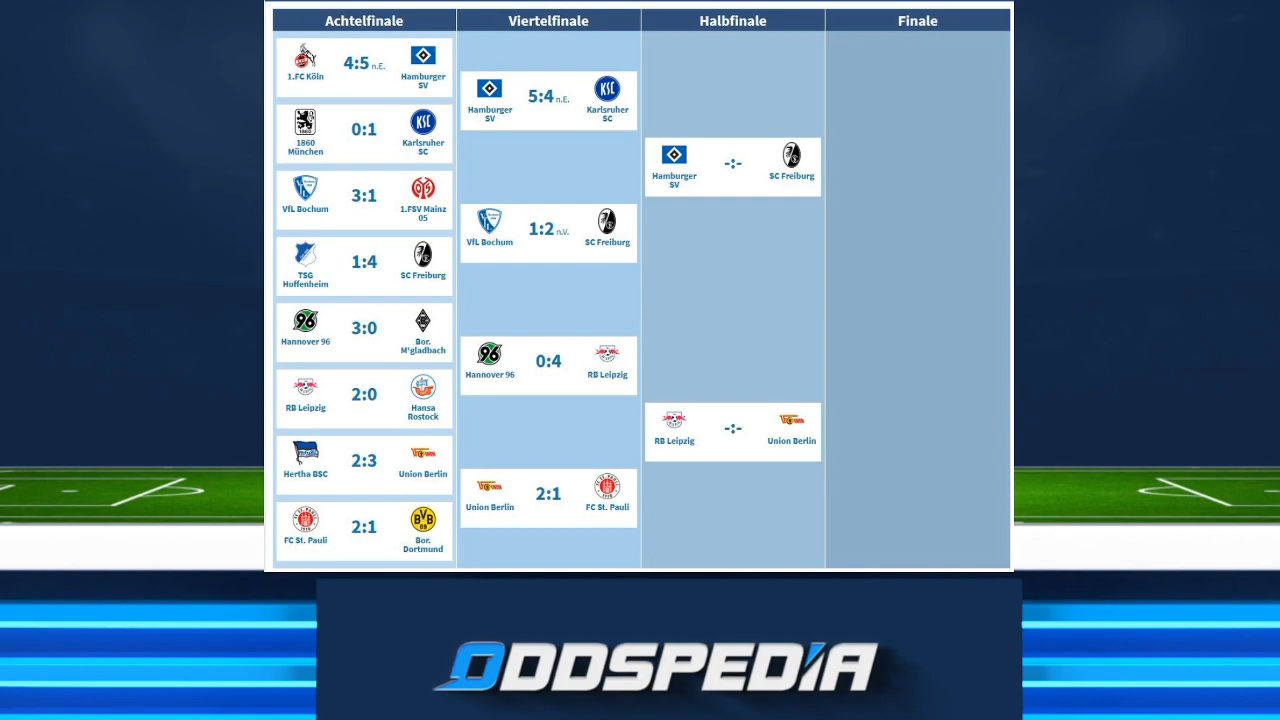 Achtelfinale
Viertelfinale
Halbfinale
Finale
1.FC Köln
4:5 n.E.
Hamburger
SV
1860
München
0:1
Karlsruher
SC
VfL Bochum
3:1
1.FSV Mainz
05
TSG
Hoffenheim
1:4
SC Freiburg
Hannover 96
3:0
Bor.
M'gladbach
RB Leipzig
2:0
Hansa
Rostock
Hertha BSC
2:3
Union Berlin
FC St. Pauli
2:1
Bor.
Dortmund
Hamburger
SV
5:4 n.E.
Karlsruher
SC
VfL Bochum
1:2 n.V.
SC Freiburg
Hannover 96
0:4
RB Leipzig
Union Berlin
2:1
FC St. Pauli
Hamburger
SV
-:-
SC Freiburg
RB Leipzig
-:-
Union Berlin
ODDSPEDIA